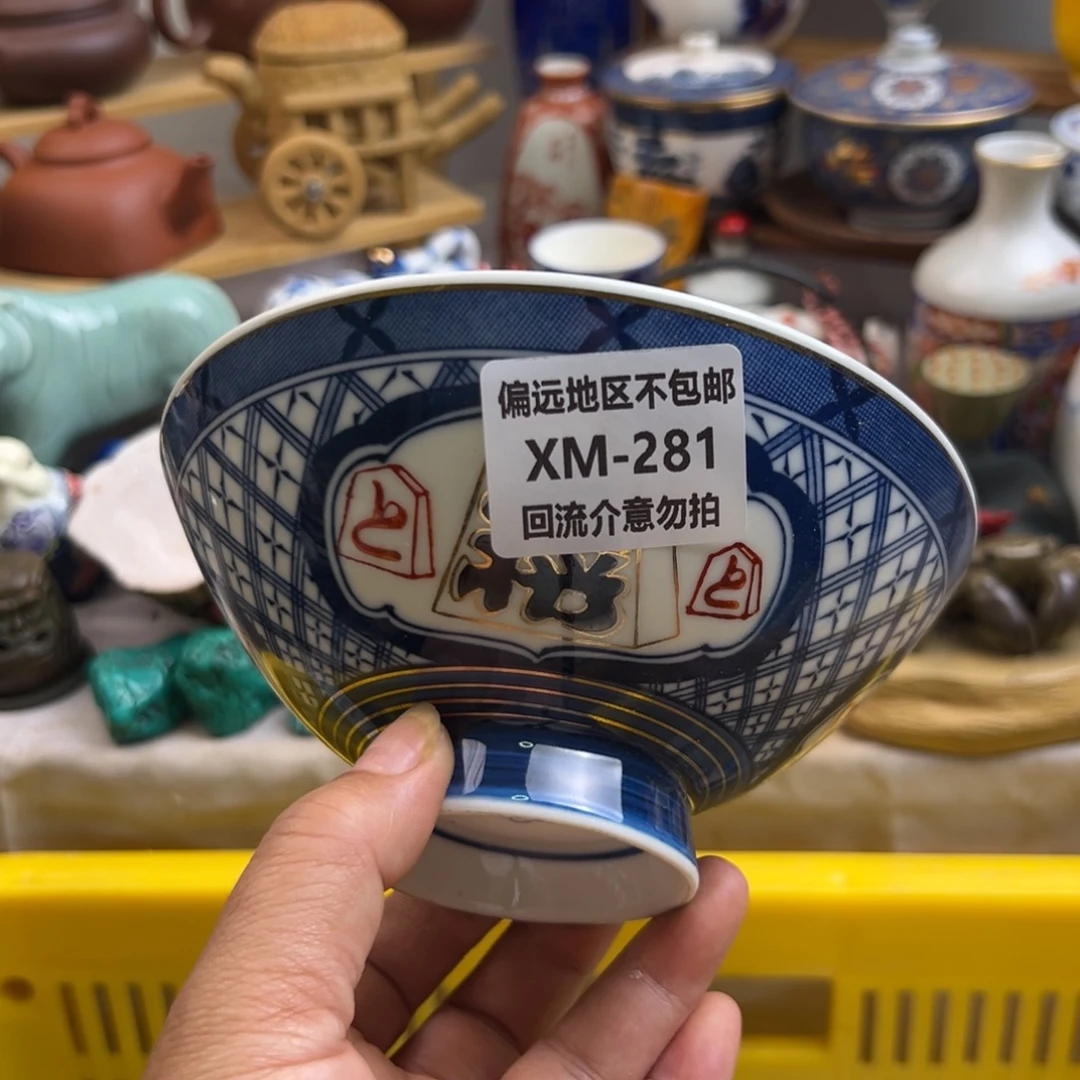 偏远地区不包邮
XM-281
回流介意勿拍
と
と